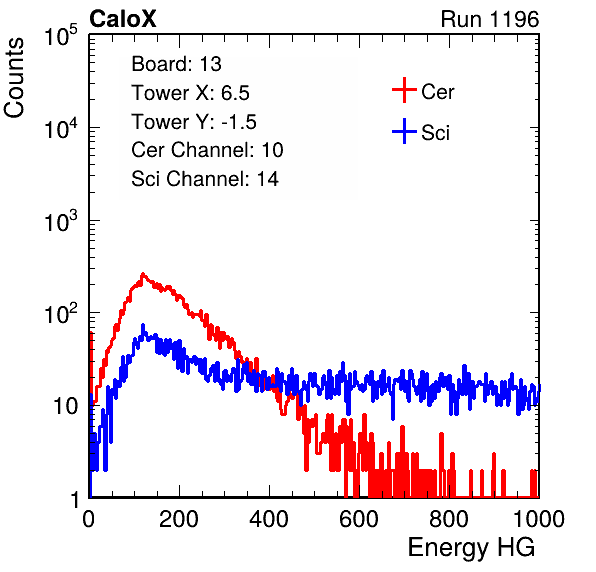 CaloX Run 1196
Counts
10^5
10^4
10^3
10^2
10
1
Board: 13
Tower X: 6.5
Tower Y: -1.5
Cer Channel: 10
Sci Channel: 14
Cer
Sci
0 200 400 600 800 1000
Energy HG